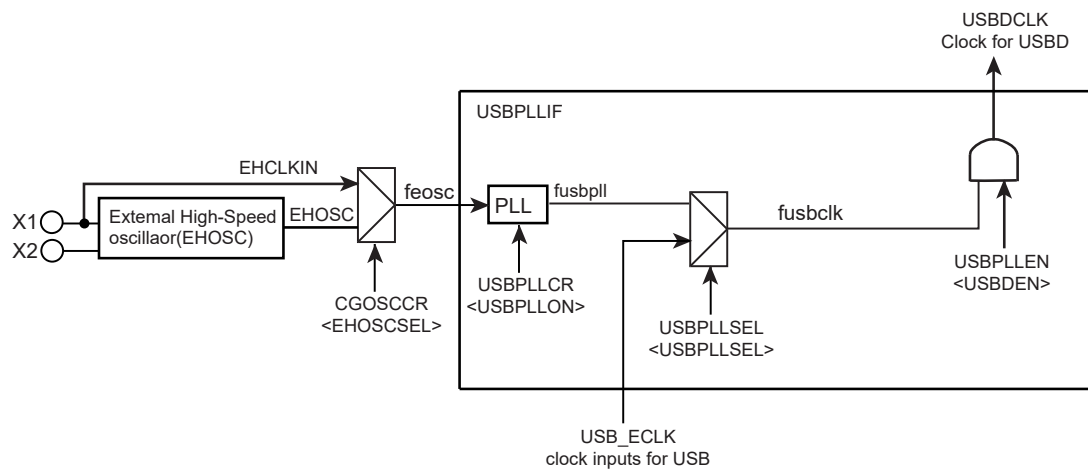 USBDCLK
Clock for USBD
USBPLLIF
EHCLKIN
X1
X2
External High-Speed
oscillaor(EHOSC)
EHOSC
feosc
PLL
fusbpll
fusbclk
CGOSCCR
<EHOSCSEL>
USBPLLCR
<USBPLLON>
USBPLLSEL
<USBPLLSEL>
USBPLLEN
<USBDEN>
USB_ECLK
clock inputs for USB